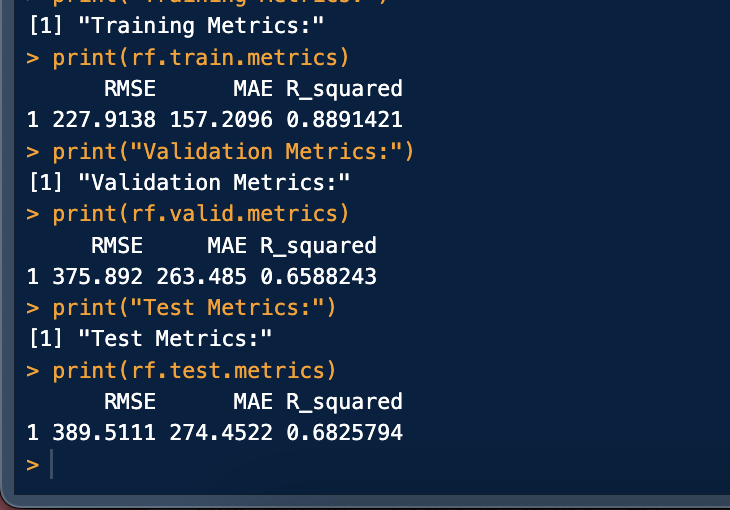 [1] "Training Metrics:"
> print(rf.train.metrics)
      RMSE      MAE R_squared
1 227.9138 157.2096 0.8891421
> print("Validation Metrics:")
[1] "Validation Metrics:"
> print(rf.valid.metrics)
     RMSE     MAE R_squared
1 375.892 263.485 0.6588243
> print("Test Metrics:")
[1] "Test Metrics:"
> print(rf.test.metrics)
      RMSE      MAE R_squared
1 389.5111 274.4522 0.6825794
>